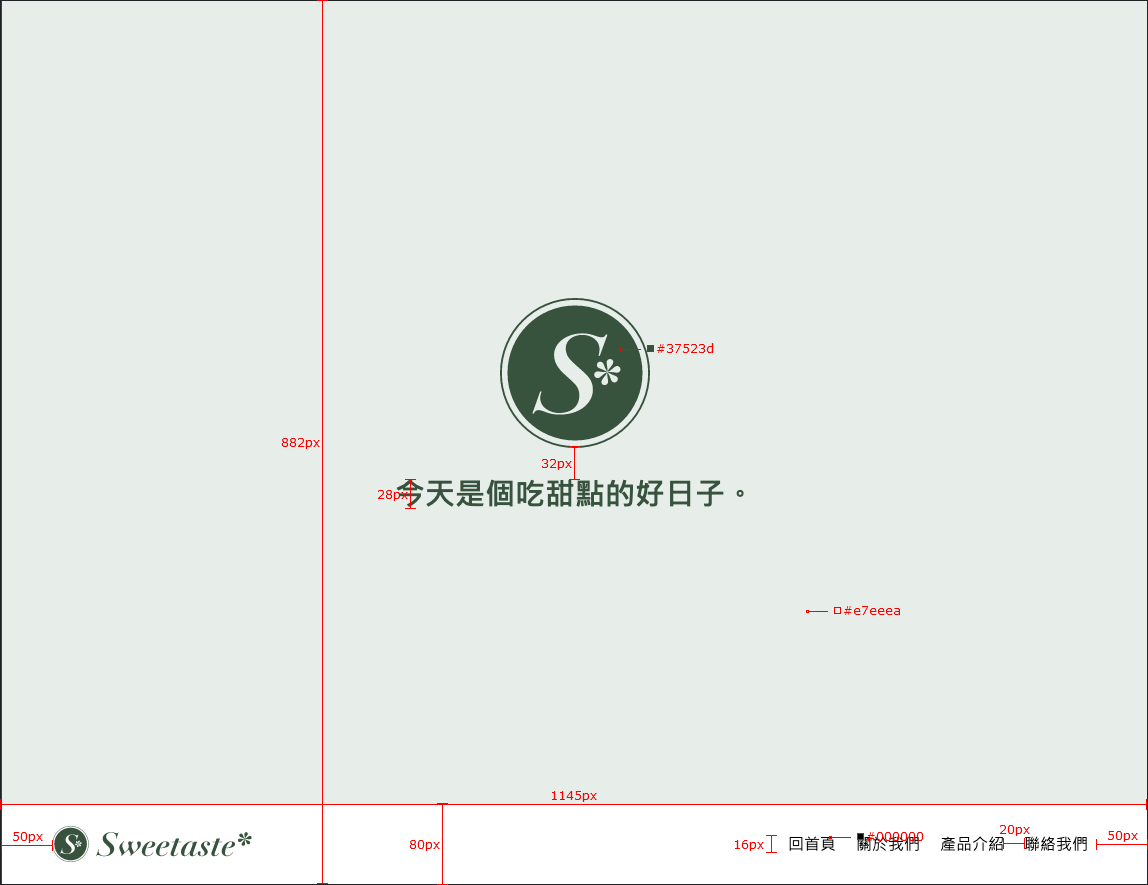 S*
#37523d
882px
32px
28px
今天是個吃甜點的好日子。
#e7eeea
1145px
50px
S*
Sweetaste*
80px
16px
回首頁
關於我們
#000000
產品介紹
20px
聯絡我們
50px